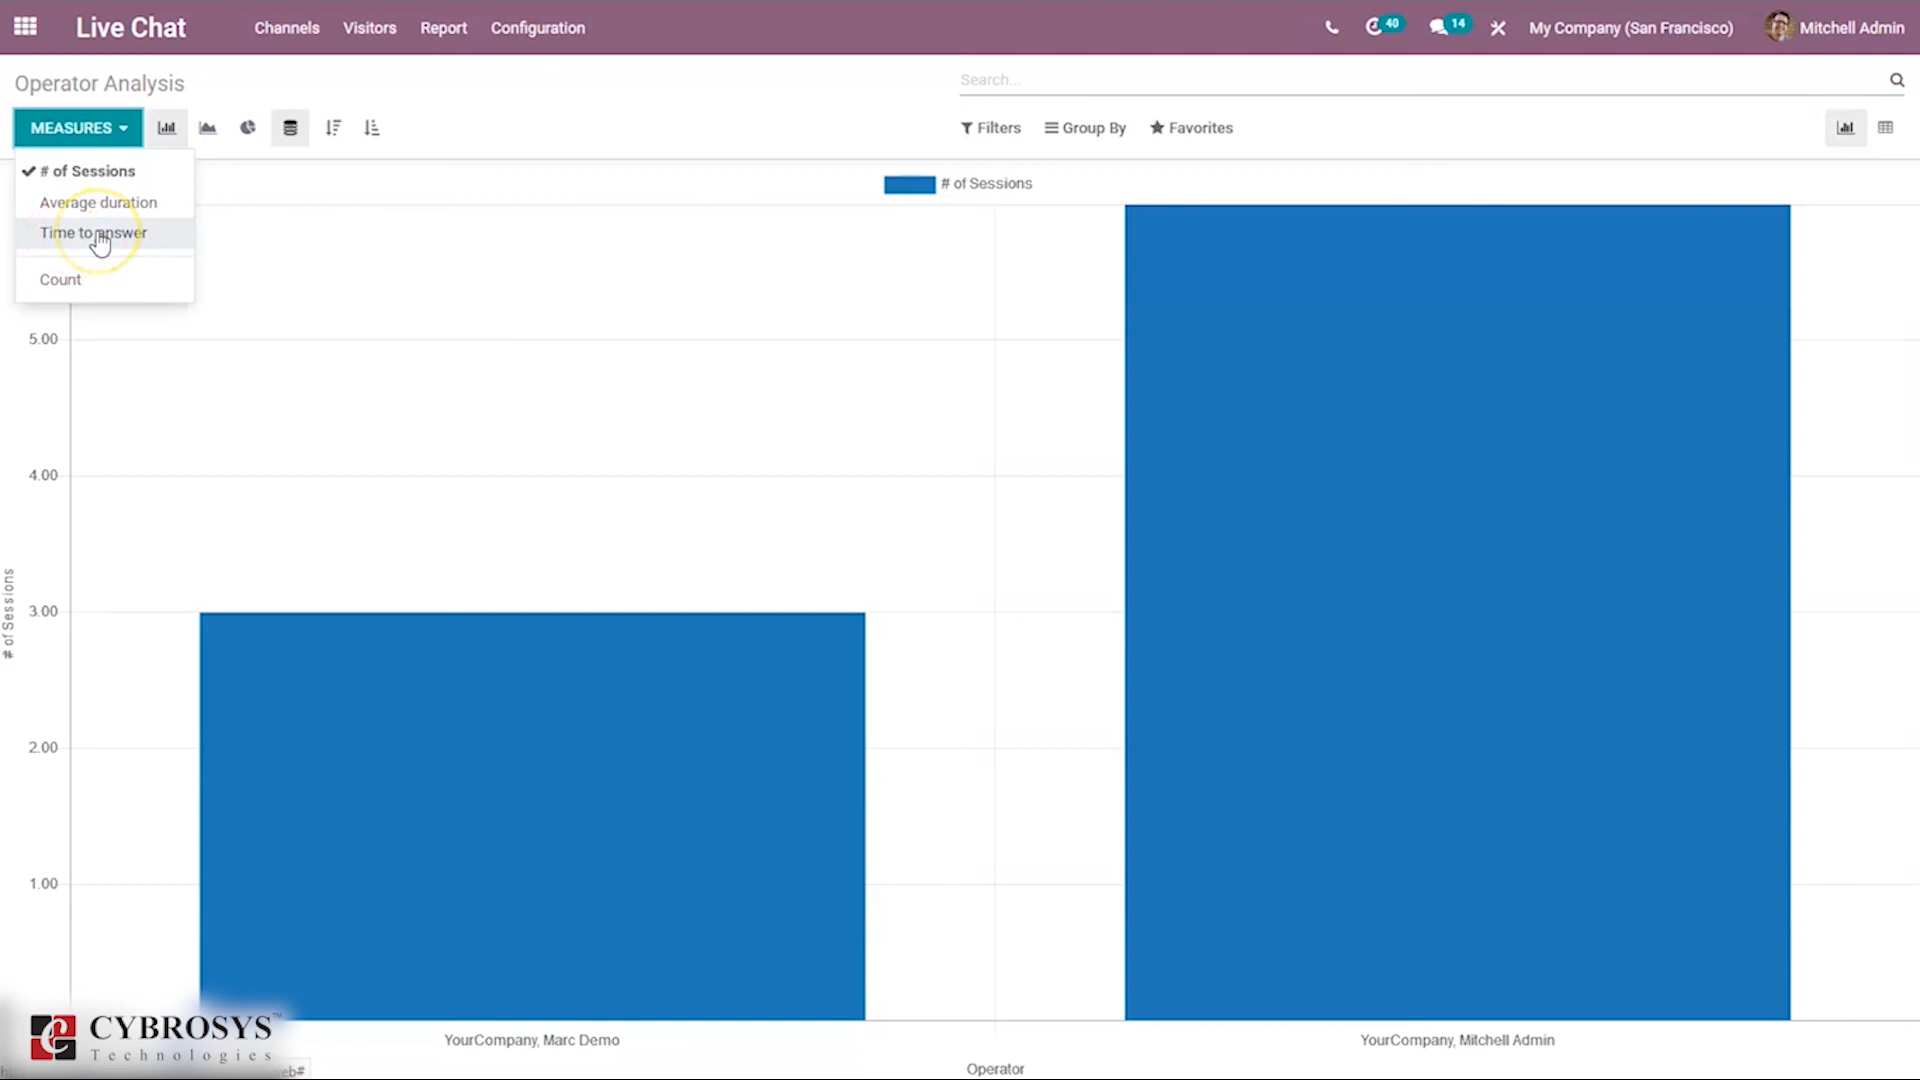 Live Chat
Channels
Visitors
Report
Configuration
40
14
My Company (San Francisco)
Mitchell Admin
Operator Analysis
Search...
MEASURES
Filters
Group By
Favorites
# of Sessions
Average duration
Time to answer
Count
# of Sessions
5.00
4.00
3.00
2.00
1.00
# of Sessions
YourCompany, Marc Demo
YourCompany, Mitchell Admin
Operator
CYBROSYS™
Technologies
eb#